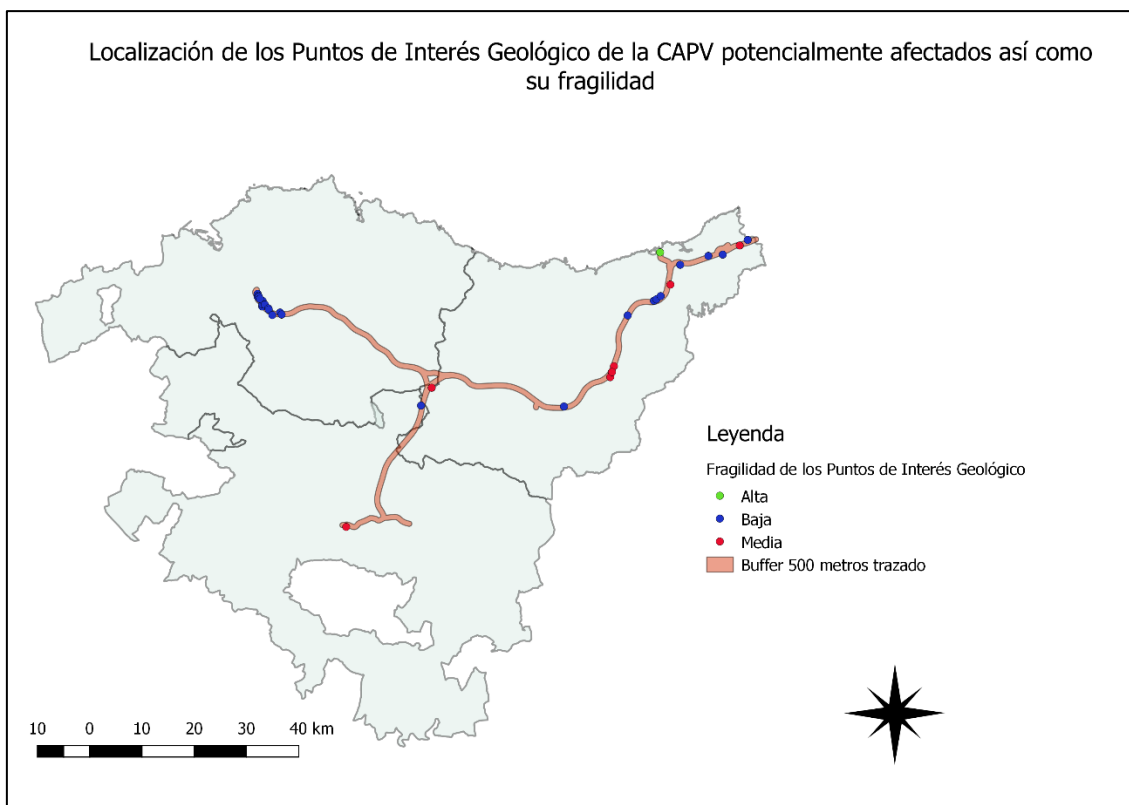 Localización de los Puntos de Interés Geológico de la CAPV potencialmente afectados así como
su fragilidad
Leyenda
Fragilidad de los Puntos de Interés Geológico
Alta
Baja
Media
Buffer 500 metros trazado
10 0 10 20 30 40 km